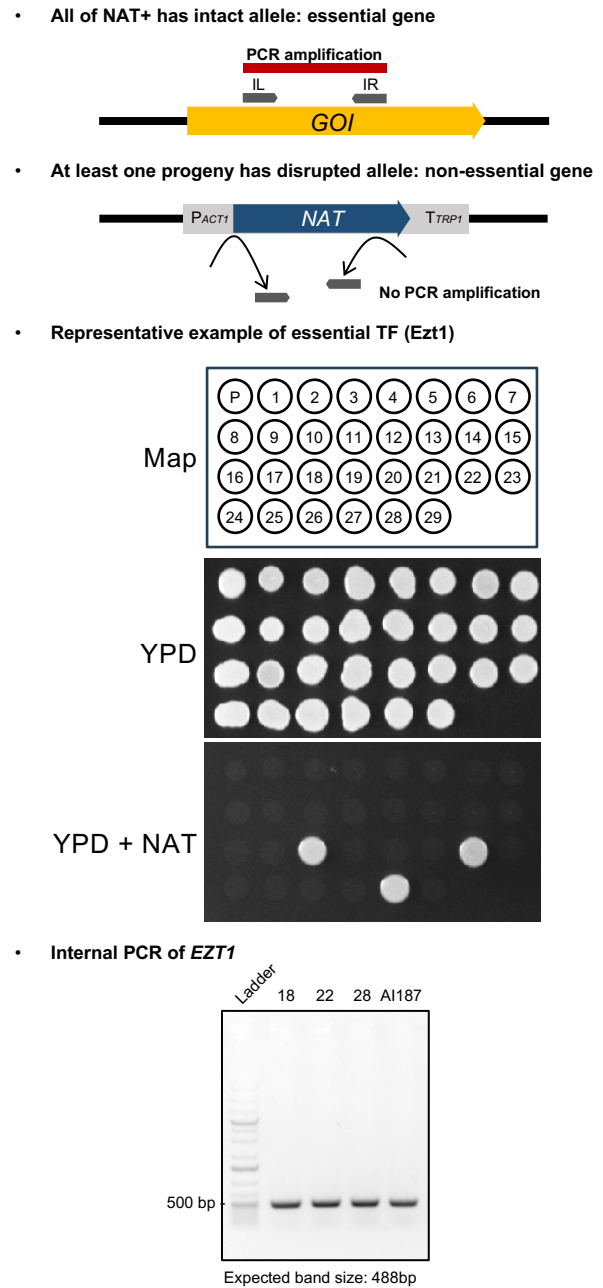 • All of NAT+ has intact allele: essential gene
PCR amplification
IL IR
GOI
• At least one progeny has disrupted allele: non-essential gene
PACT1 NAT TTRP1
No PCR amplification
• Representative example of essential TF (Ezt1)
Map
P 1 2 3 4 5 6 7
8 9 10 11 12 13 14 15
16 17 18 19 20 21 22 23
24 25 26 27 28 29
YPD
YPD + NAT
• Internal PCR of EZT1
Ladder 18 22 28 AI187
500 bp -
Expected band size: 488bp